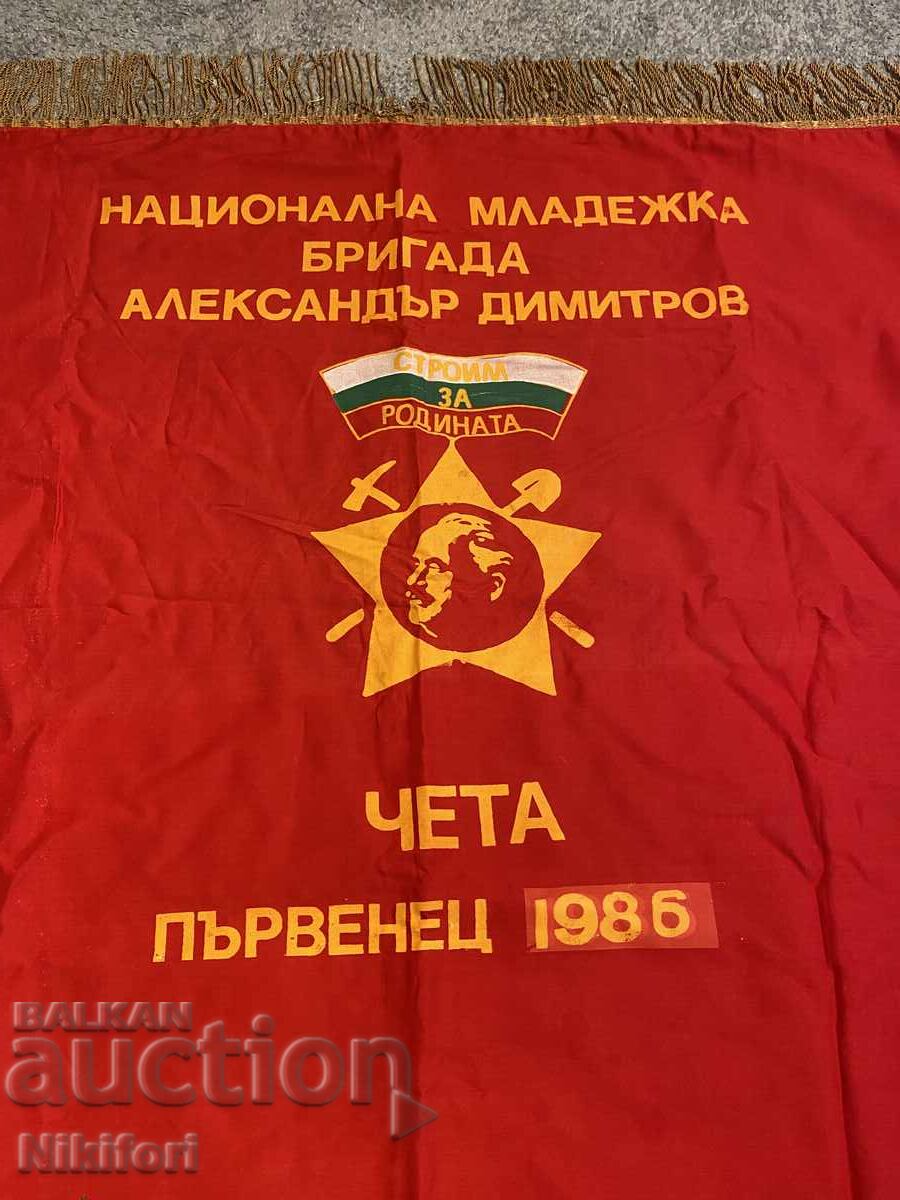 НАЦИОНАЛНА МЛАДЕЖКА
БРИГАДА
АЛЕКСАНДЪР ДИМИТРОВ
СТРОИМ
ЗА
РОДИНАТА
ЧЕТА
ПЪРВЕНЕЦ 1986
BALKAN
auction
Nikifori